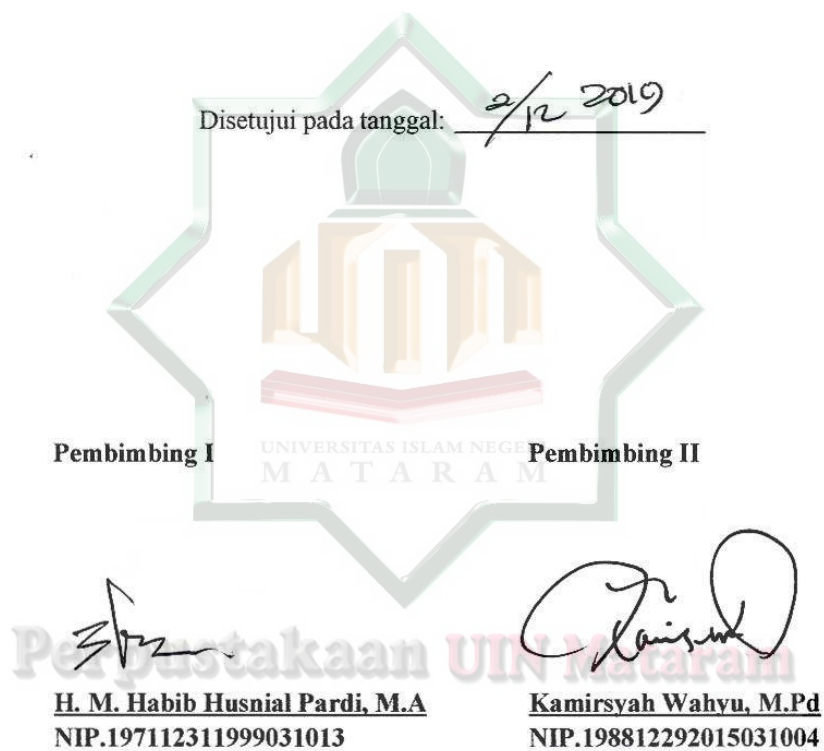 Disetujui pada tanggal: 2/12 2019
UNIVERSITAS ISLAM NEGE
MATARAM
Pembimbing I Pembimbing II
Perpustakaan UIN Mataram
H. M. Habib Husnial Pardi, M.A Kamirsyah Wahyu, M.Pd
NIP.197112311999031013 NIP.198812292015031004